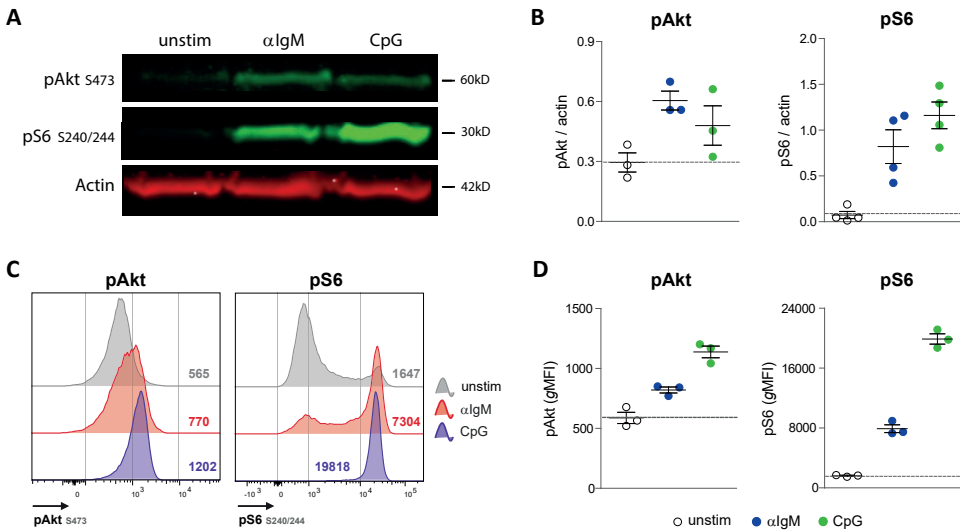 A
unstim αIgM CpG
pAkt S473
60kD
pS6 S240/244
30kD
Actin
42kD
B
pAkt
pAkt / actin
0.9
0.6
0.3
0.0
pS6
pS6 / actin
2.0
1.5
1.0
0.5
0.0
C
pAkt
565
770
1202
0 10³ 10⁴
pAkt S473
pS6
1647
7304
19818
-10³ 0 10³ 10⁴ 10⁵
pS6 S240/244
unstim
αIgM
CpG
D
pAkt
pAkt (gMFI)
1500
1000
500
0
pS6
pS6 (gMFI)
24000
16000
8000
0
unstim αIgM CpG